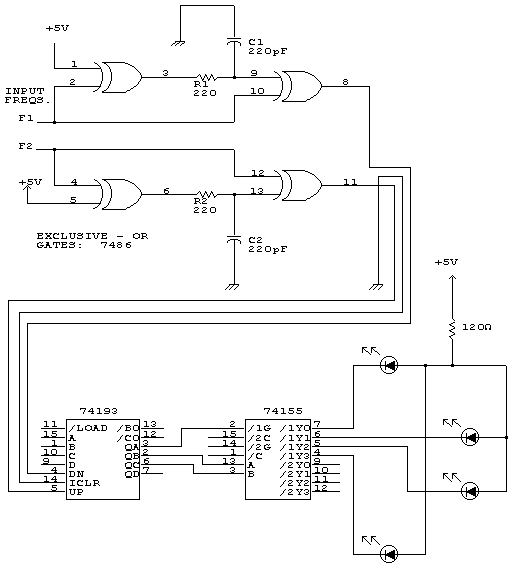 +5V
C1
220pF
1
2
3
R1
220
9
10
8
INPUT
FREQS.
F1
F2
+5V
4
5
6
R2
220
12
13
11
C2
220pF
EXCLUSIVE - OR
GATES: 7486
+5V
120Ω
74193
11 /LOAD /BO 13
15 A /CO 12
1 B QA 3
10 C QB 2
9 D QC 6
4 DN QD 7
14 ICLR
5 UP
74155
2 /1G /1Y0 7
15 /2C /1Y1 6
14 /2G /1Y2 5
1 /C /1Y3 4
13 A /2Y0 9
3 B /2Y1 10
/2Y2 11
/2Y3 12